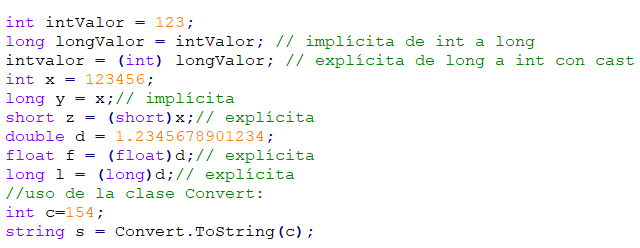 int intValor = 123;
long longValor = intValor; // implícita de int a long
intvalor = (int) longValor; // explícita de long a int con cast
int x = 123456;
long y = x;// implícita
short z = (short)x;// explícita
double d = 1.2345678901234;
float f = (float)d;// explícita
long l = (long)d;// explícita
//uso de la clase Convert:
int c=154;
string s = Convert.ToString(c);